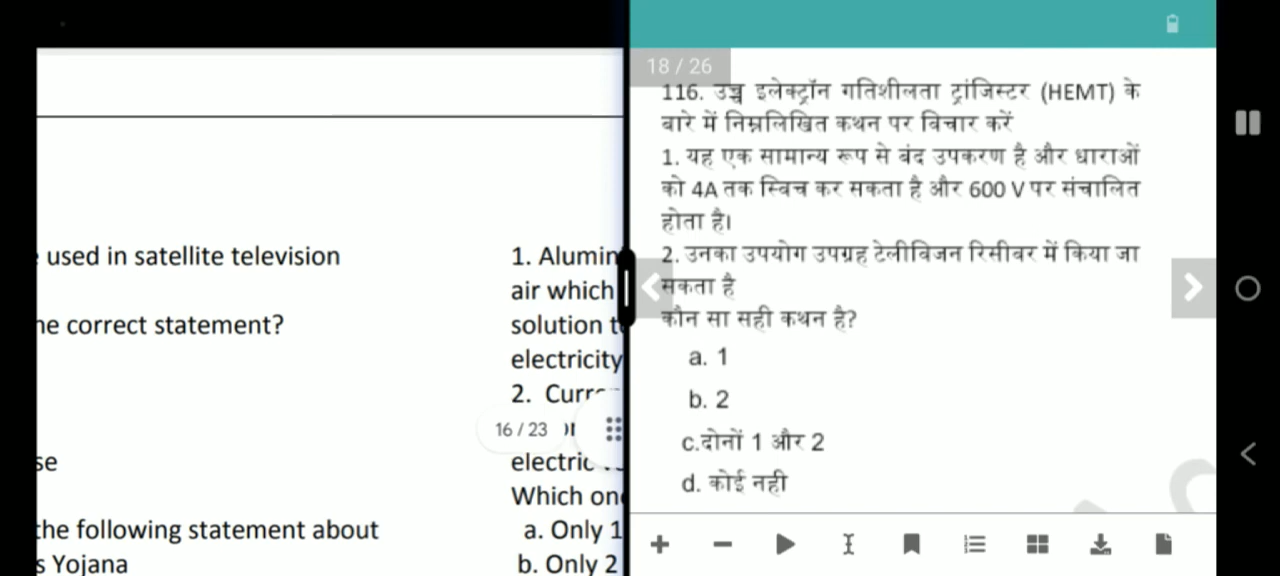 used in satellite television
he correct statement?
se
the following statement about
s Yojana
1. Alumin
air which
solution t
electricity
2. Curre
16 / 23
electric
Which on
a. Only 1
b. Only 2
18 / 26
116. उच्च इलेक्ट्रॉन गतिशीलता ट्रांजिस्टर (HEMT) के
बारे में निम्नलिखित कथन पर विचार करें
1. यह एक सामान्य रूप से बंद उपकरण है और धाराओं
को 4A तक स्विच कर सकता है और 600 V पर संचालित
होता है।
2. उनका उपयोग उपग्रह टेलीविजन रिसीवर में किया जा
सकता है
कौन सा सही कथन है?
a. 1
b. 2
c.दोनों 1 और 2
d. कोई नही